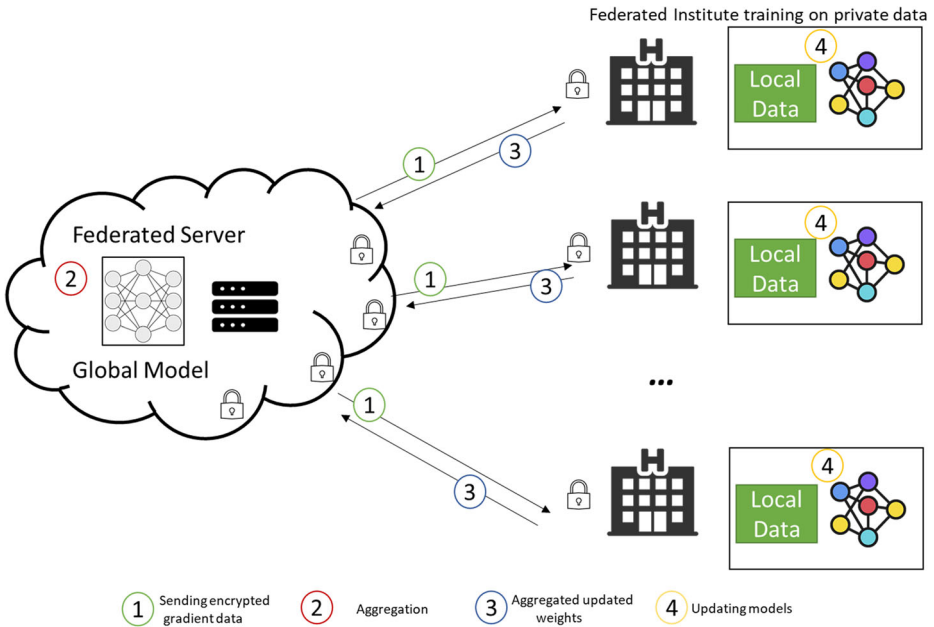 Federated Institute training on private data
4
Local
Data
H
1
3
Federated Server
2
Global Model
H
4
Local
Data
1
3
...
1
3
H
4
Local
Data
1 Sending encrypted
gradient data
2 Aggregation
3 Aggregated updated
weights
4 Updating models